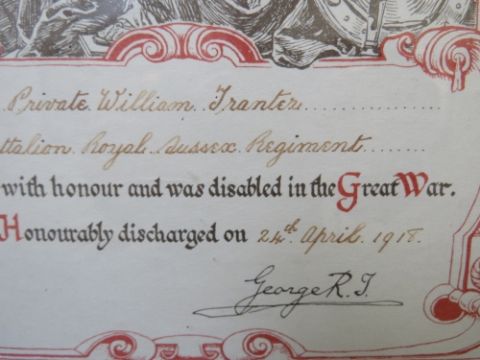 Private William Tranter
ttalion Royal Sussex Regiment
with honour and was disabled in the Great War.
Honourably discharged on 24th April 1918.
George R.I.